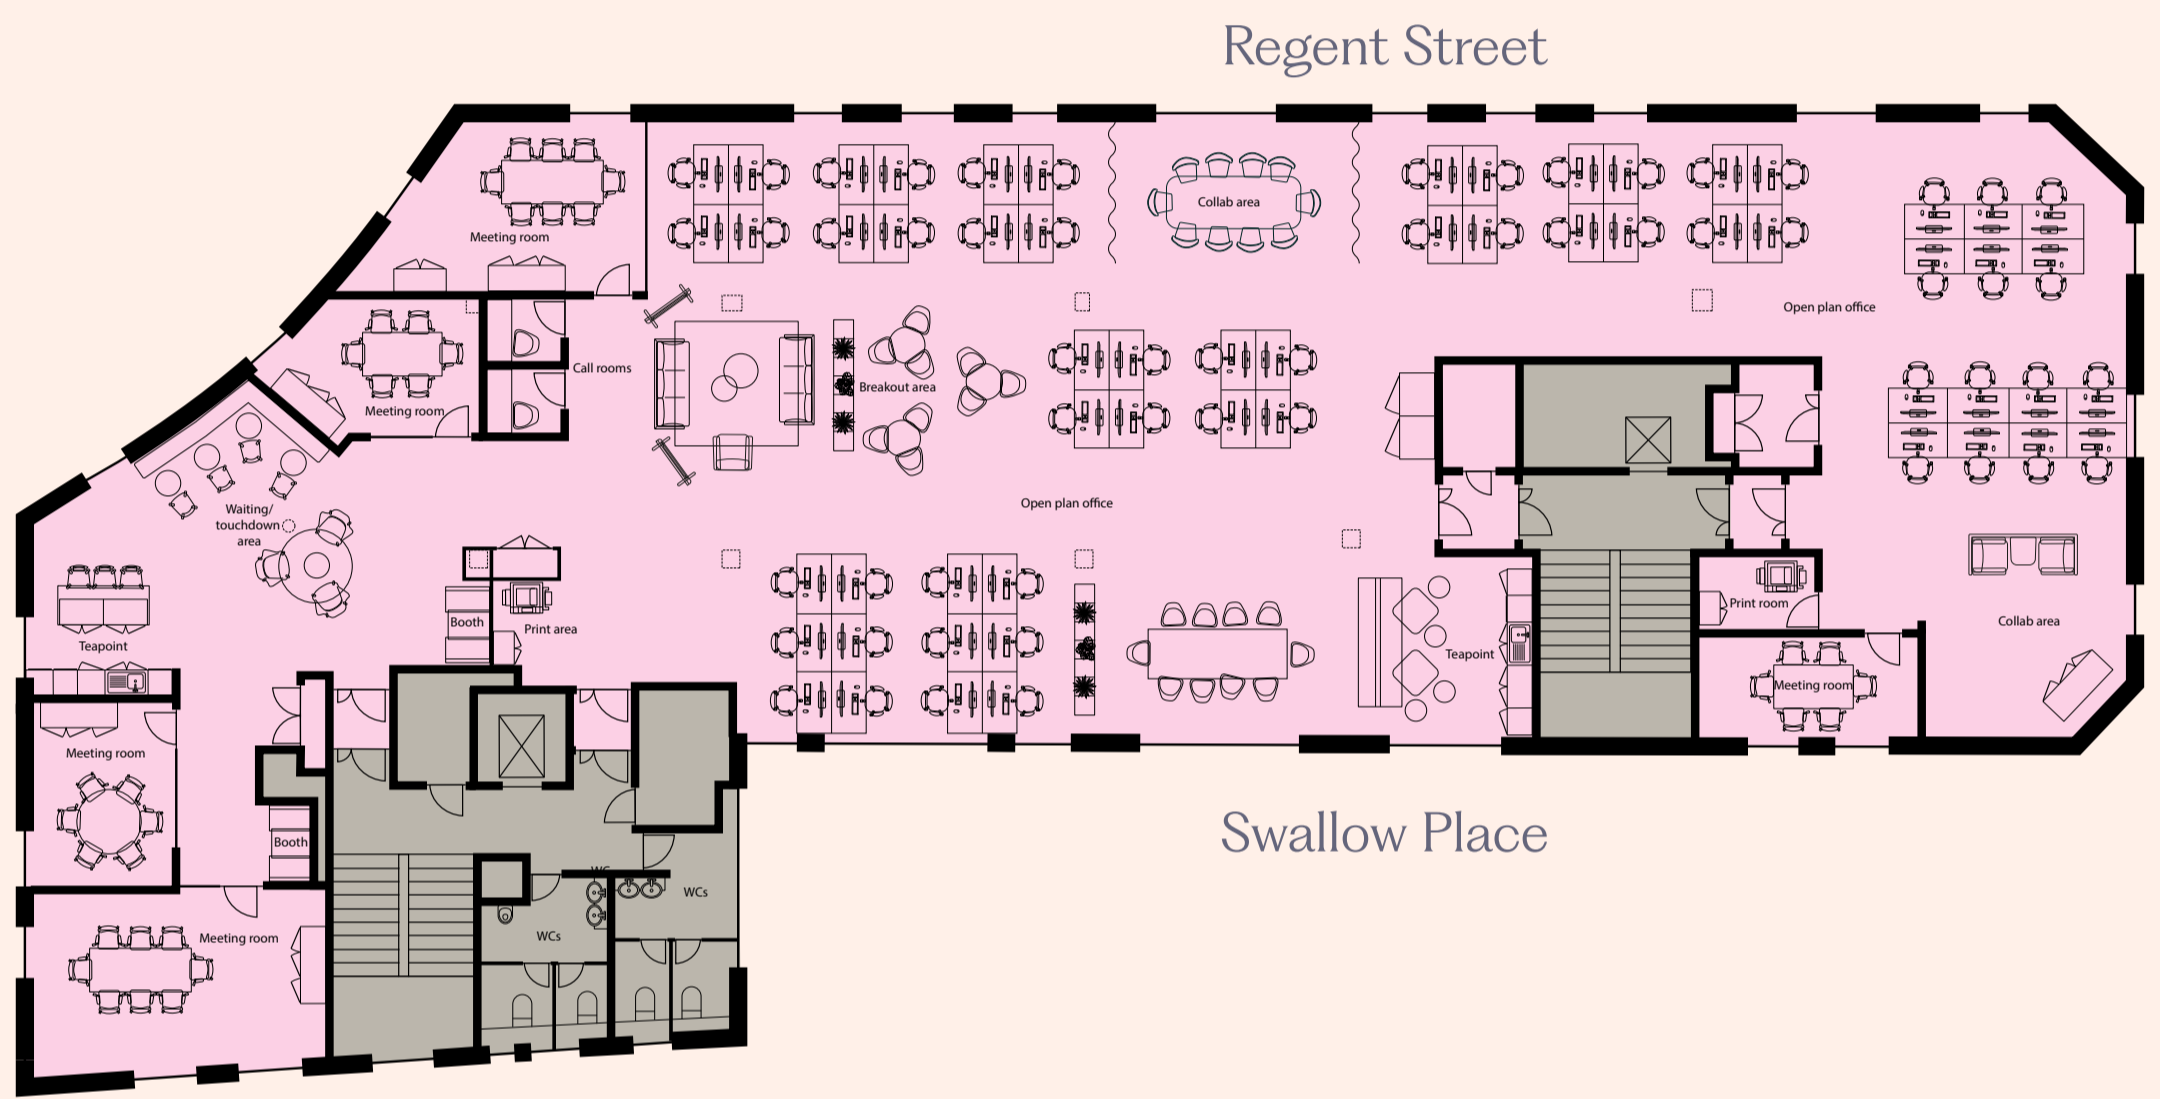 Regent Street
Collab area
Meeting room
Open plan office
Call rooms
Breakout area
Meeting room
Open plan office
Waiting/
touchdown
area
Booth
Print area
Print room
Collab area
Teapoint
Teapoint
Meeting room
Meeting room
Swallow Place
Booth
WCs
WCs
Meeting room